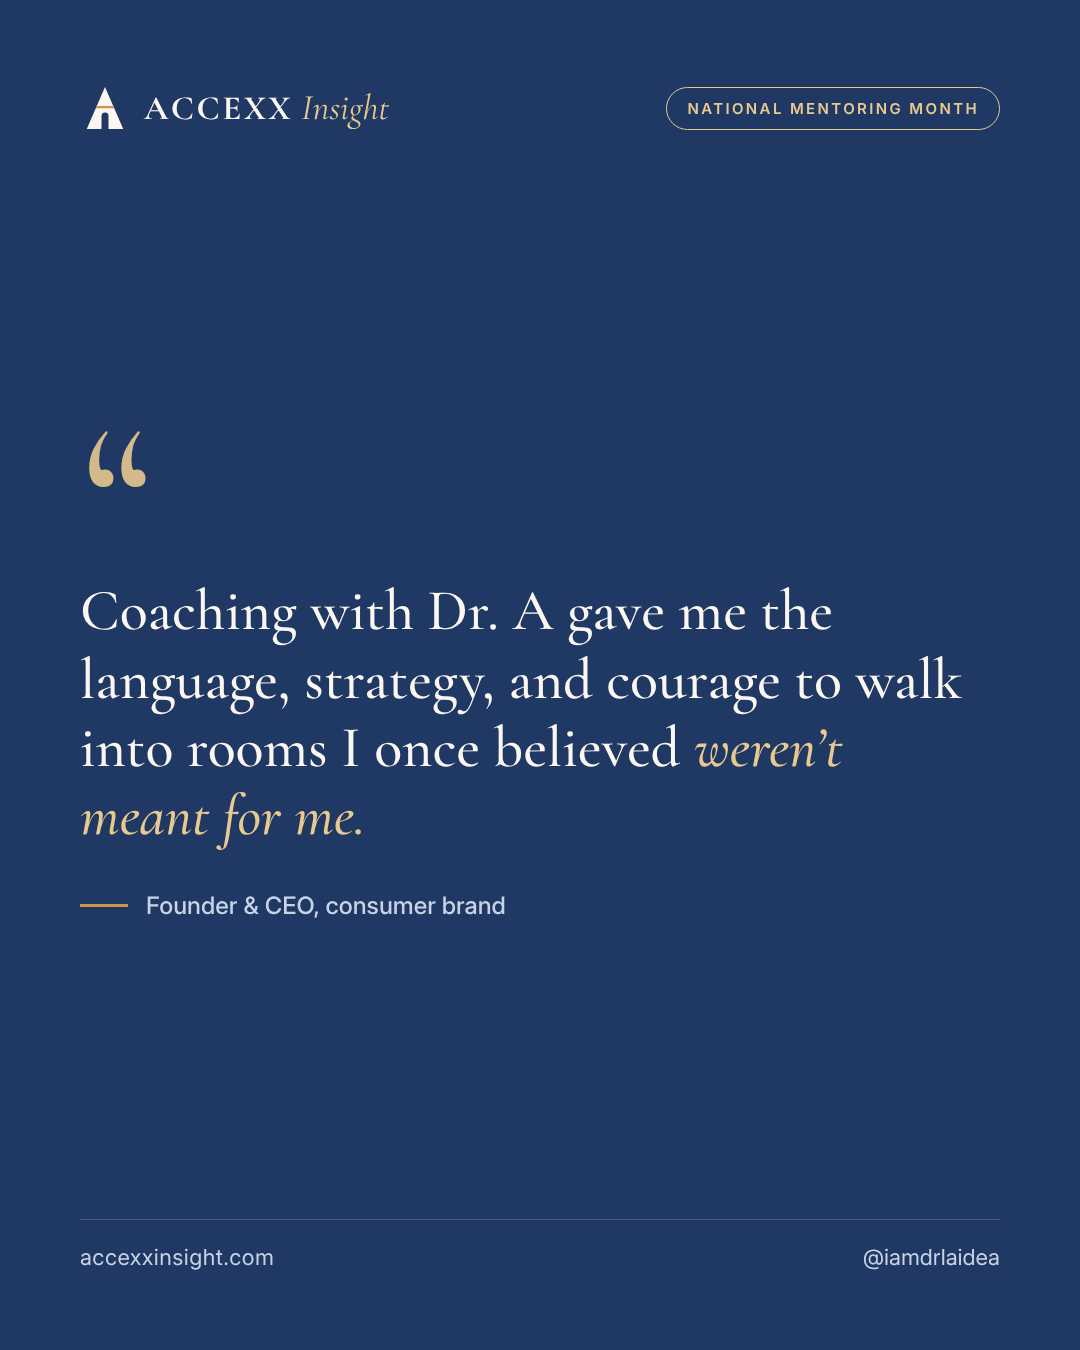 ACCEXX Insight
NATIONAL MENTORING MONTH
“
Coaching with Dr. A gave me the
language, strategy, and courage to walk
into rooms I once believed weren’t
meant for me.
Founder & CEO, consumer brand
accexxinsight.com
@iamdrlaidea